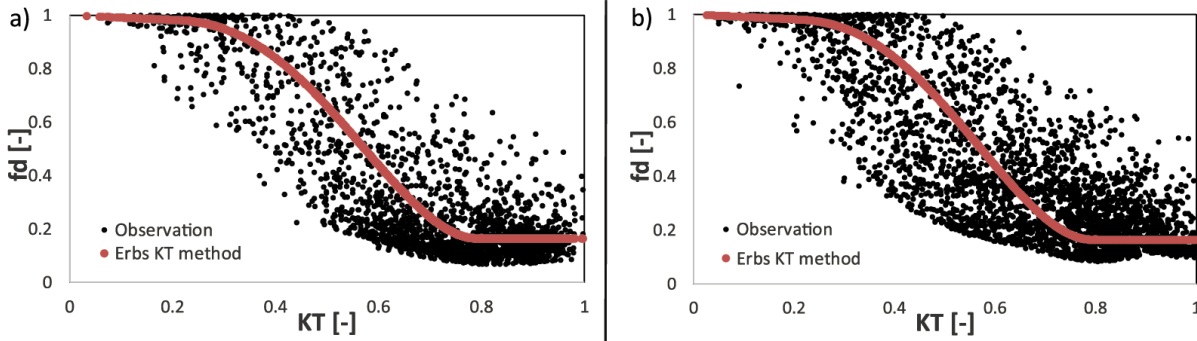 a)
1
0.8
0.6
0.4
0.2
0
fd [-]
Observation
Erbs KT method
0 0.2 0.4 0.6 0.8 1
KT [-]
b)
1
0.8
0.6
0.4
0.2
0
fd [-]
Observation
Erbs KT method
0 0.2 0.4 0.6 0.8 1
KT [-]